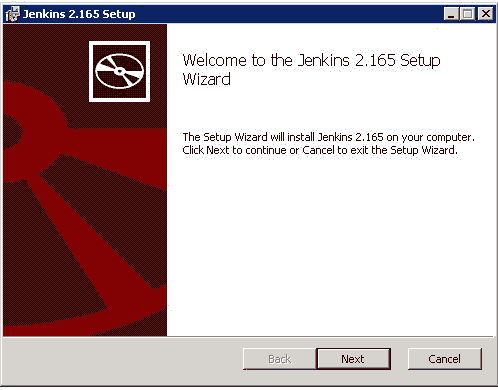 Jenkins 2.165 Setup
Welcome to the Jenkins 2.165 Setup
Wizard
The Setup Wizard will install Jenkins 2.165 on your computer.
Click Next to continue or Cancel to exit the Setup Wizard.
Back
Next
Cancel